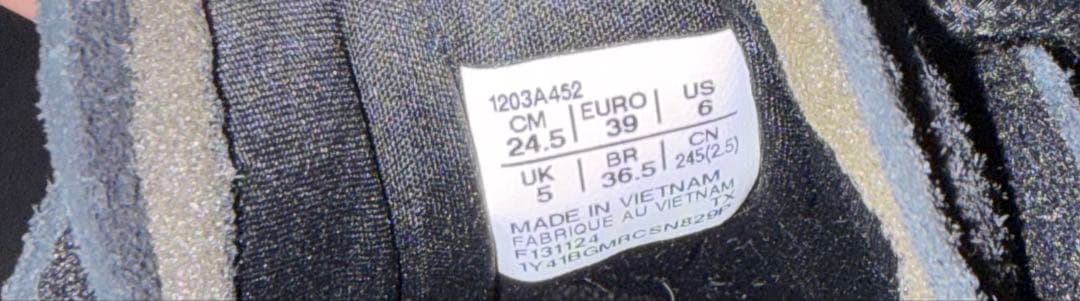 1203A452
CM EURO US
24.5 39 6
UK BR CN
5 36.5 245(2.5)
MADE IN VIETNAM
FABRIQUE AU VIETNAM
F131124 TX
1Y41BGMRCSN829F